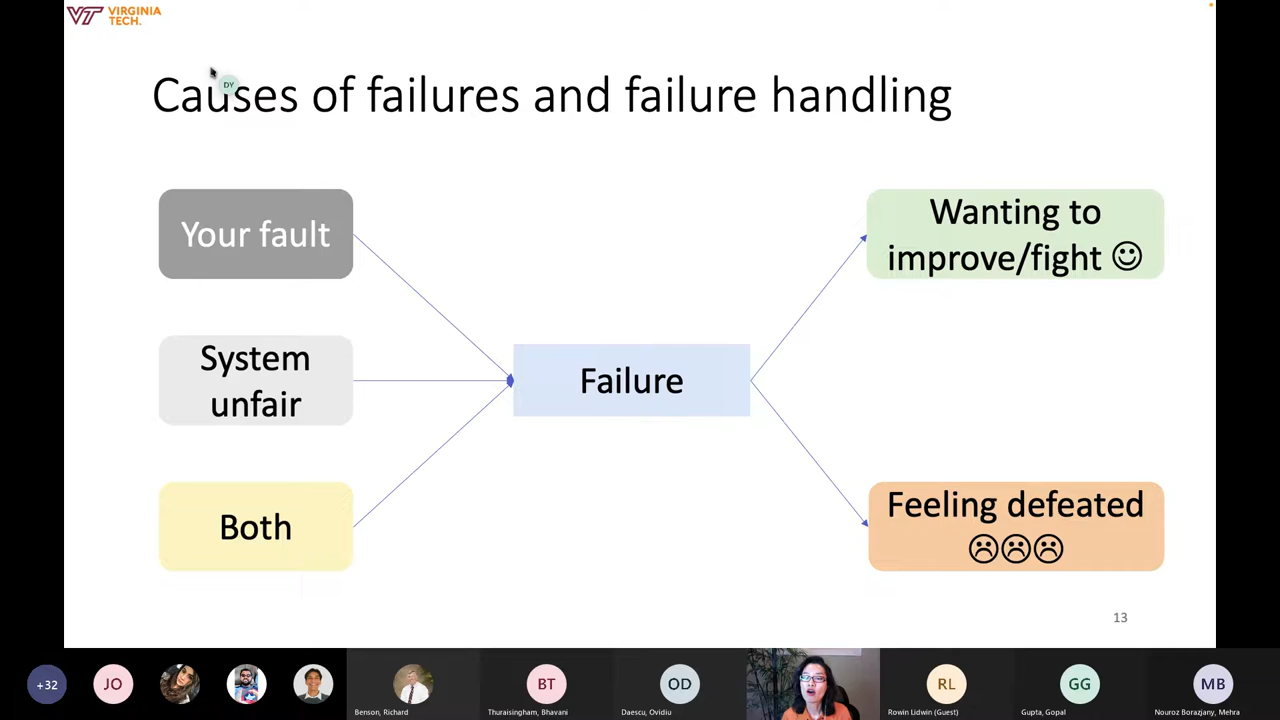 VT VIRGINIA
TECH.
DY
Causes of failures and failure handling
Your fault
System
unfair
Both
Failure
Wanting to
improve/fight ☺
Feeling defeated
☹☹☹
13
+32
JO
BT
OD
RL
GG
MB
Benson, Richard
Thuraisingham, Bhavani
Daescu, Ovidiu
Rowin Lidwin (Guest)
Gupta, Gopal
Nouroz Borazjany, Mehra